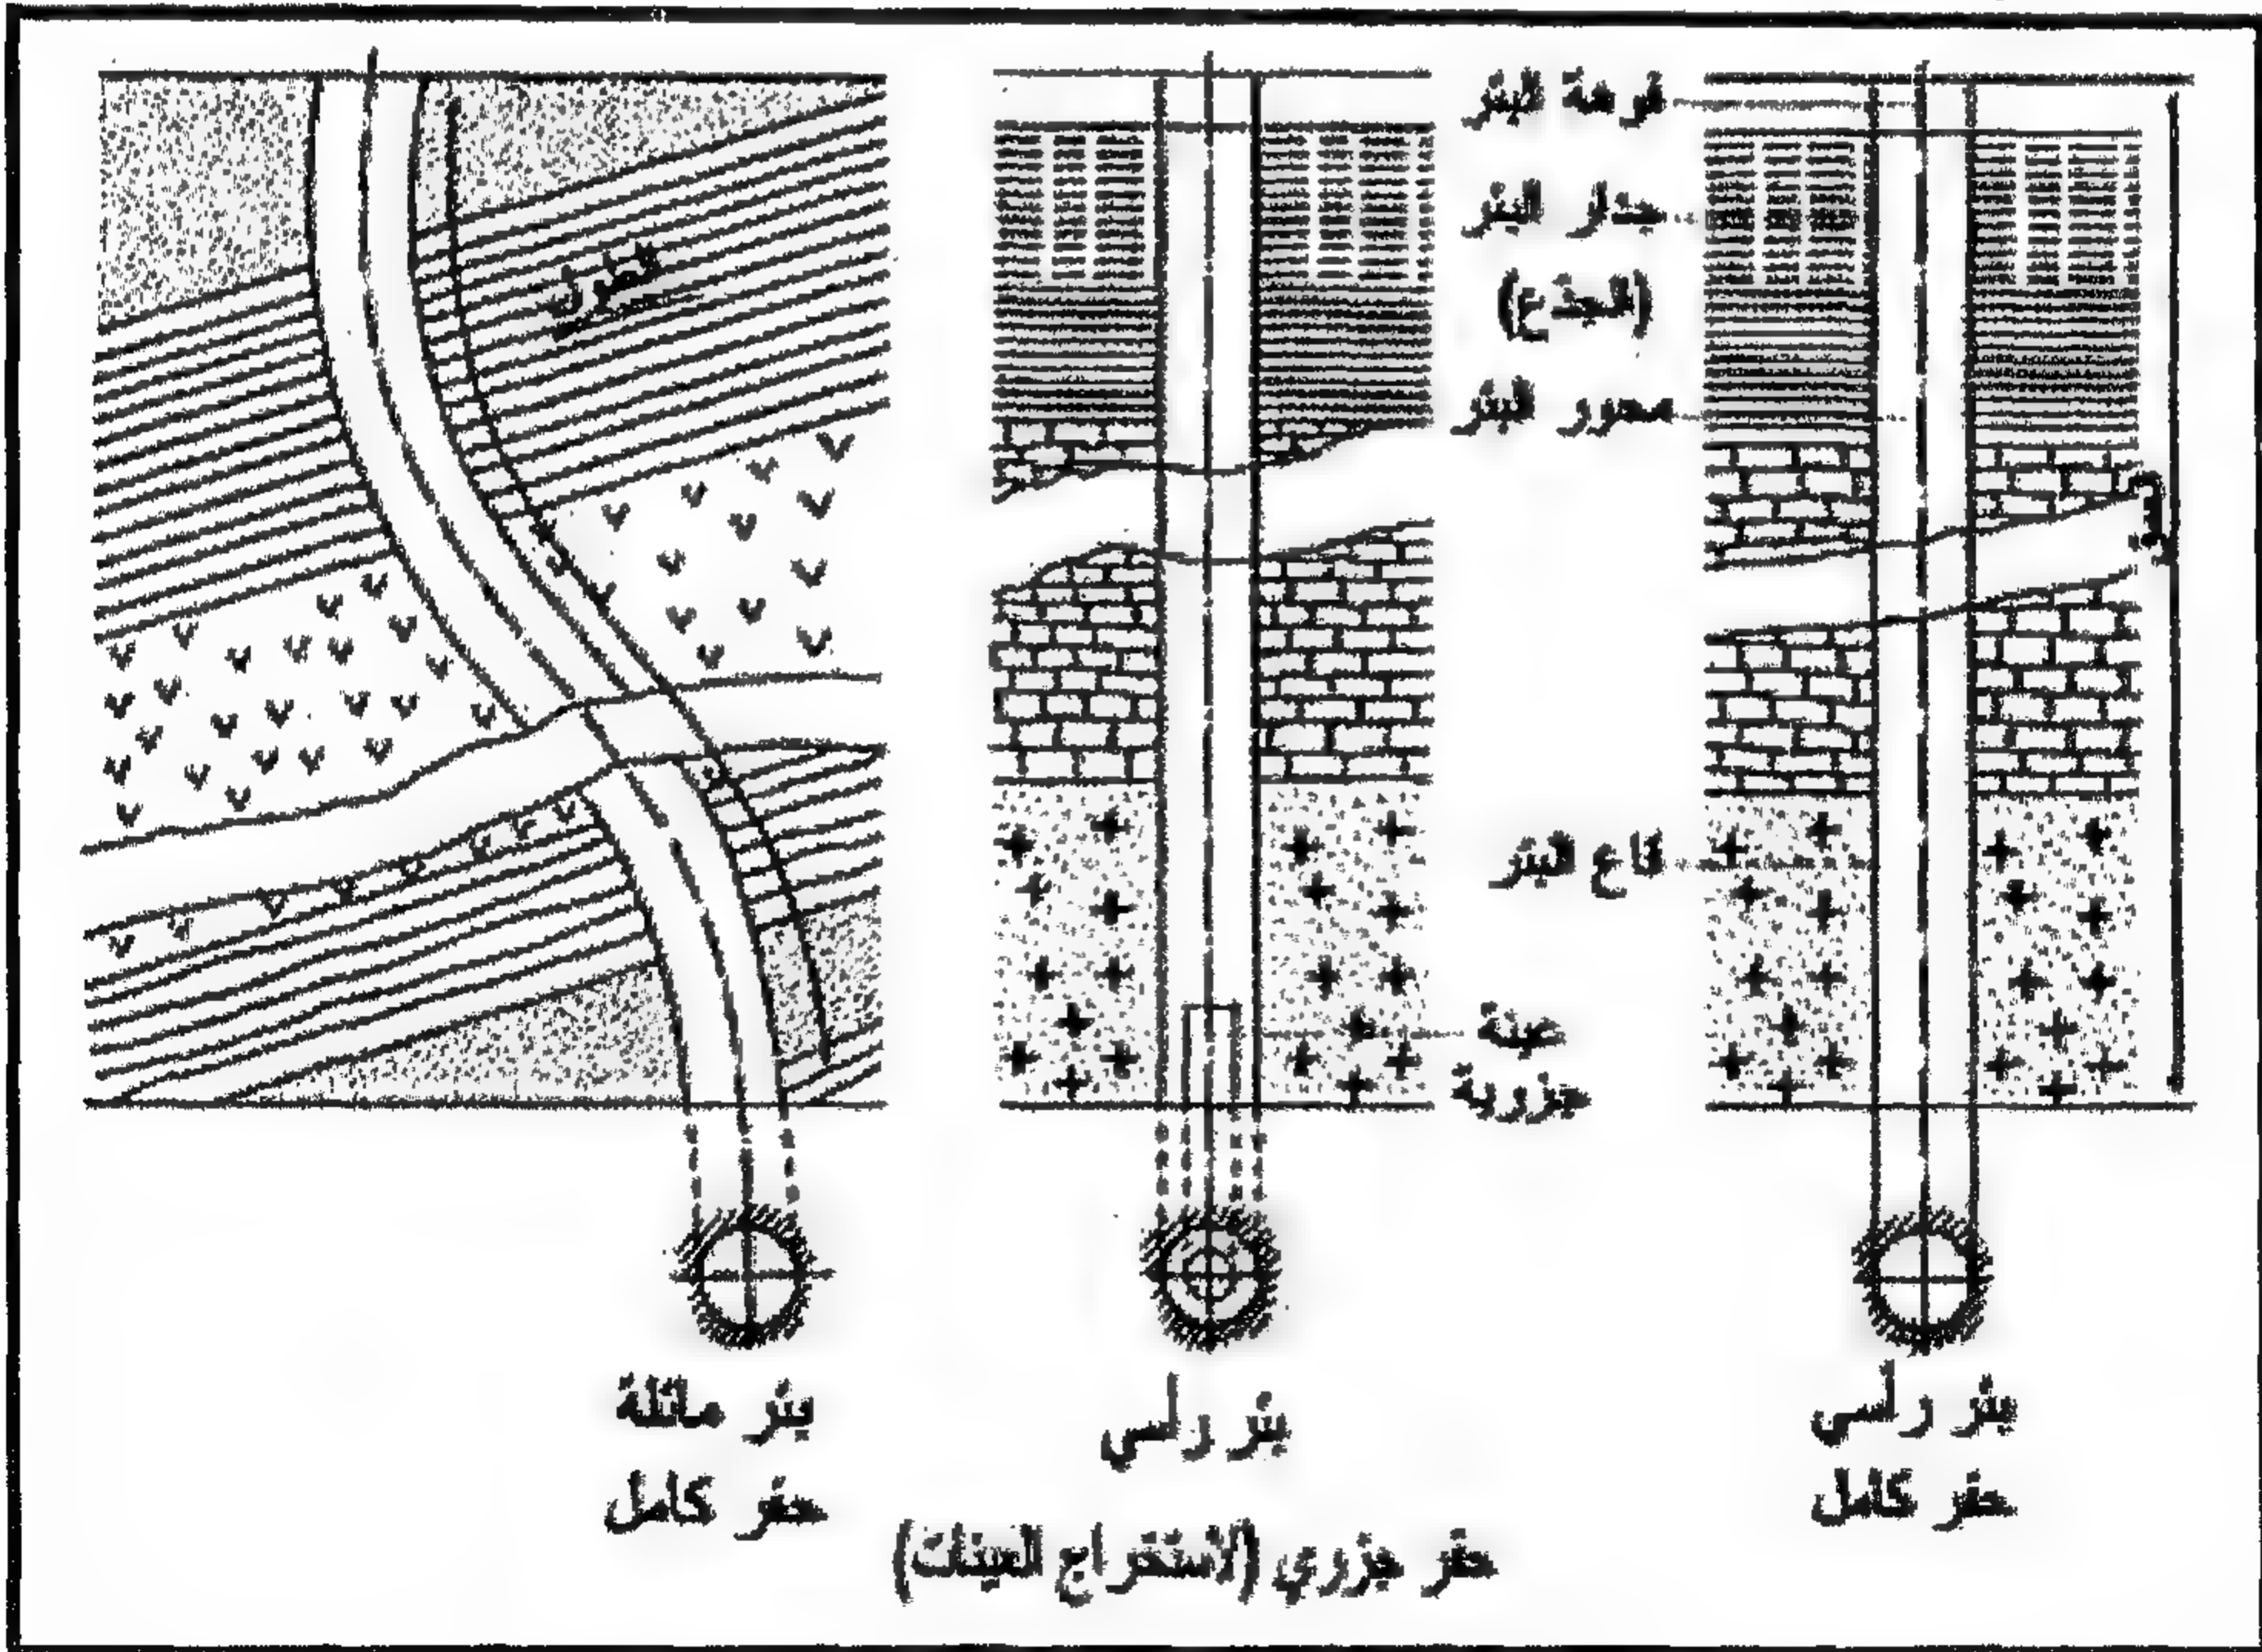 فوهة البئر
جدار البئر
(الجذع)
محور البئر
قاع البئر
عينة
جزرية
بئر رأسي
حفر كامل
بئر رأسي
حفر جزري (لاستخراج العينات)
بئر مائلة
حفر كامل